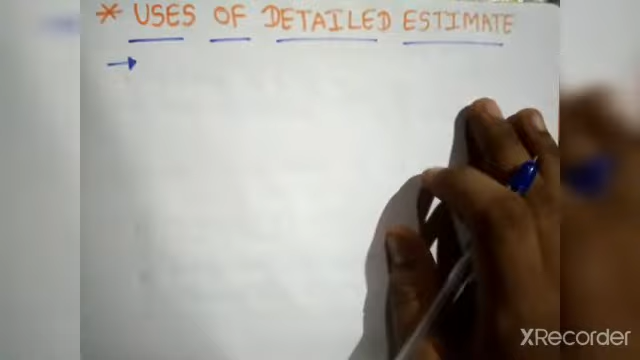 * USES OF DETAILED ESTIMATE
→
XRecorder